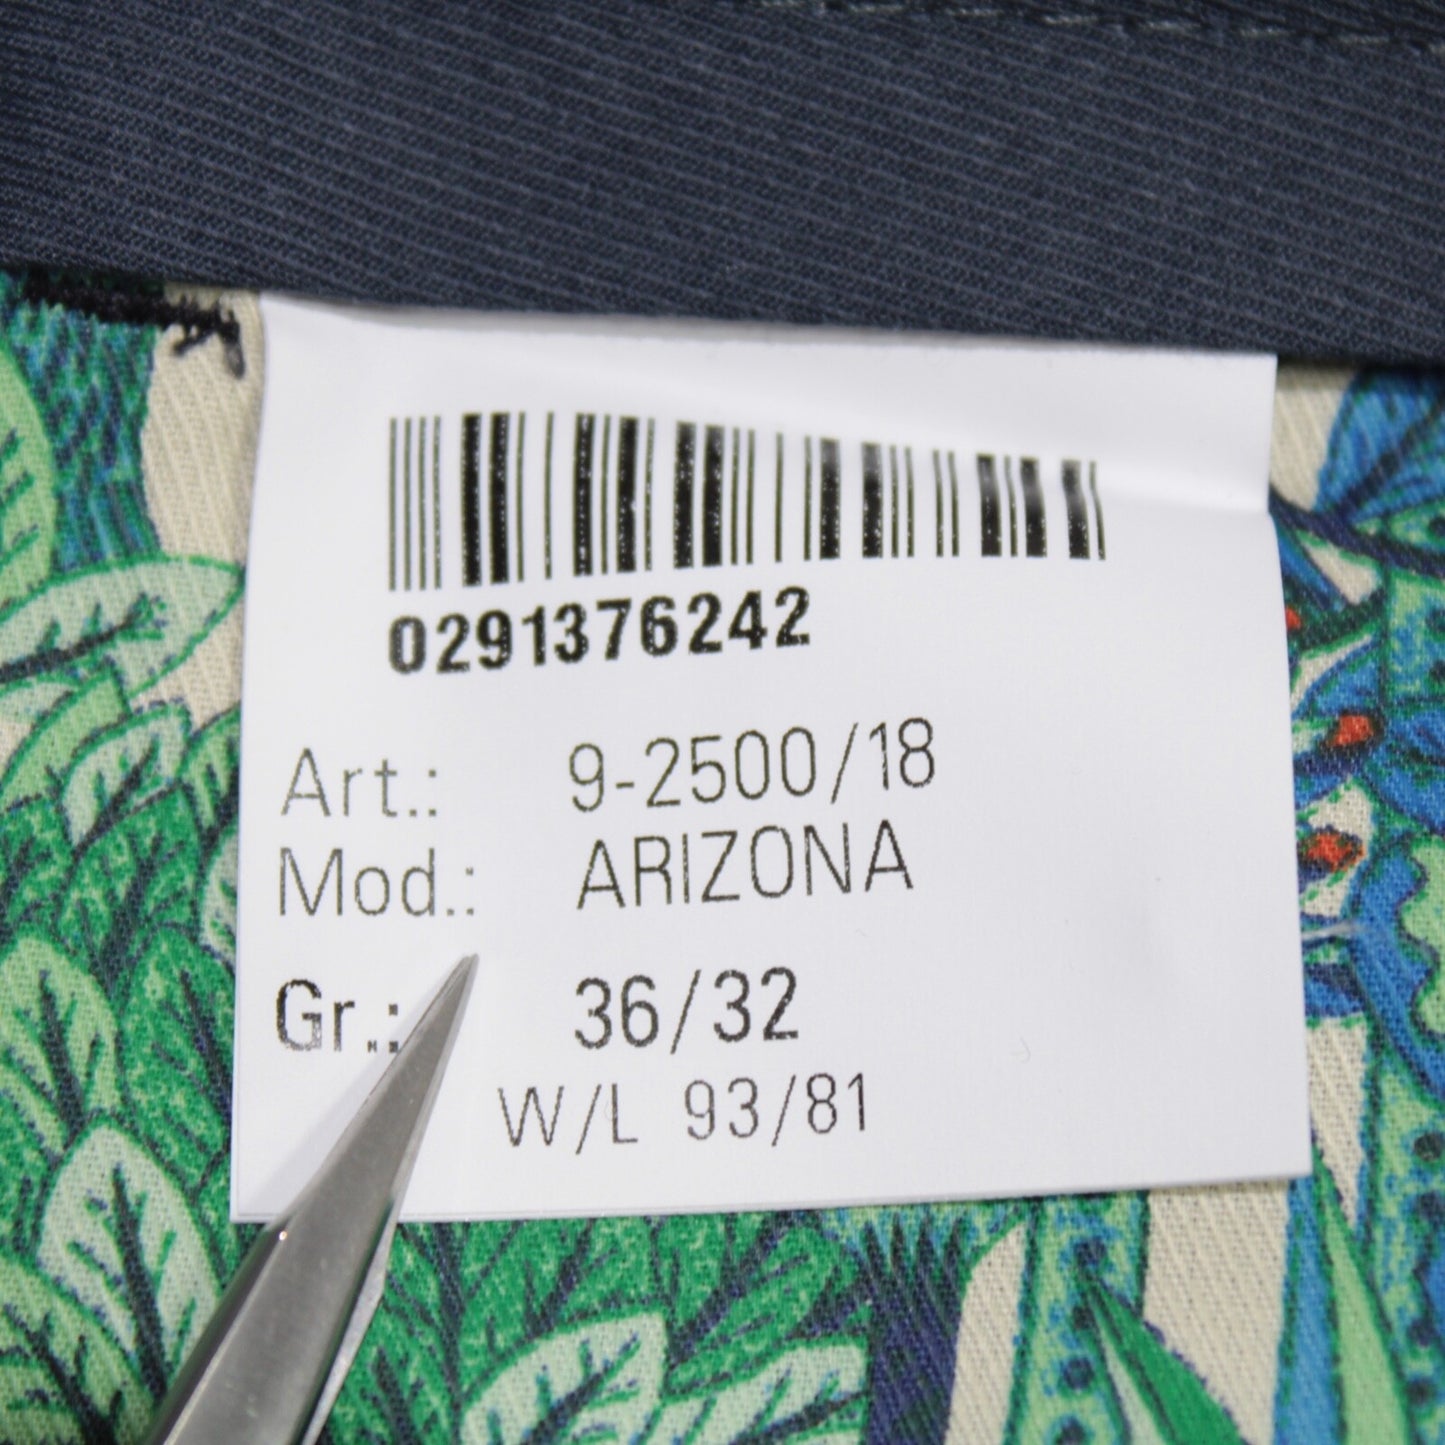 0291376242
Art.: 9-2500/18
Mod.: ARIZONA
Gr.: 36/32
W/L 93/81